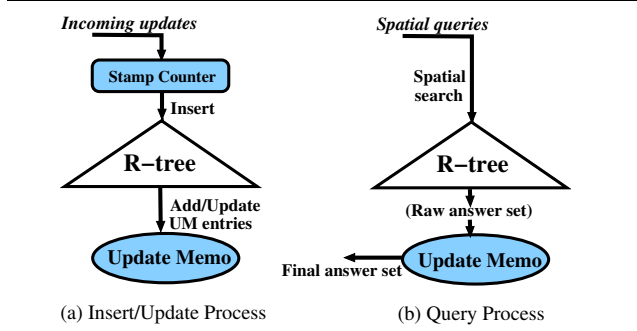 Incoming updates
Stamp Counter
Insert
R-tree
Add/Update
UM entries
Update Memo
(a) Insert/Update Process
Spatial queries
Spatial
search
R-tree
(Raw answer set)
Update Memo
Final answer set
(b) Query Process